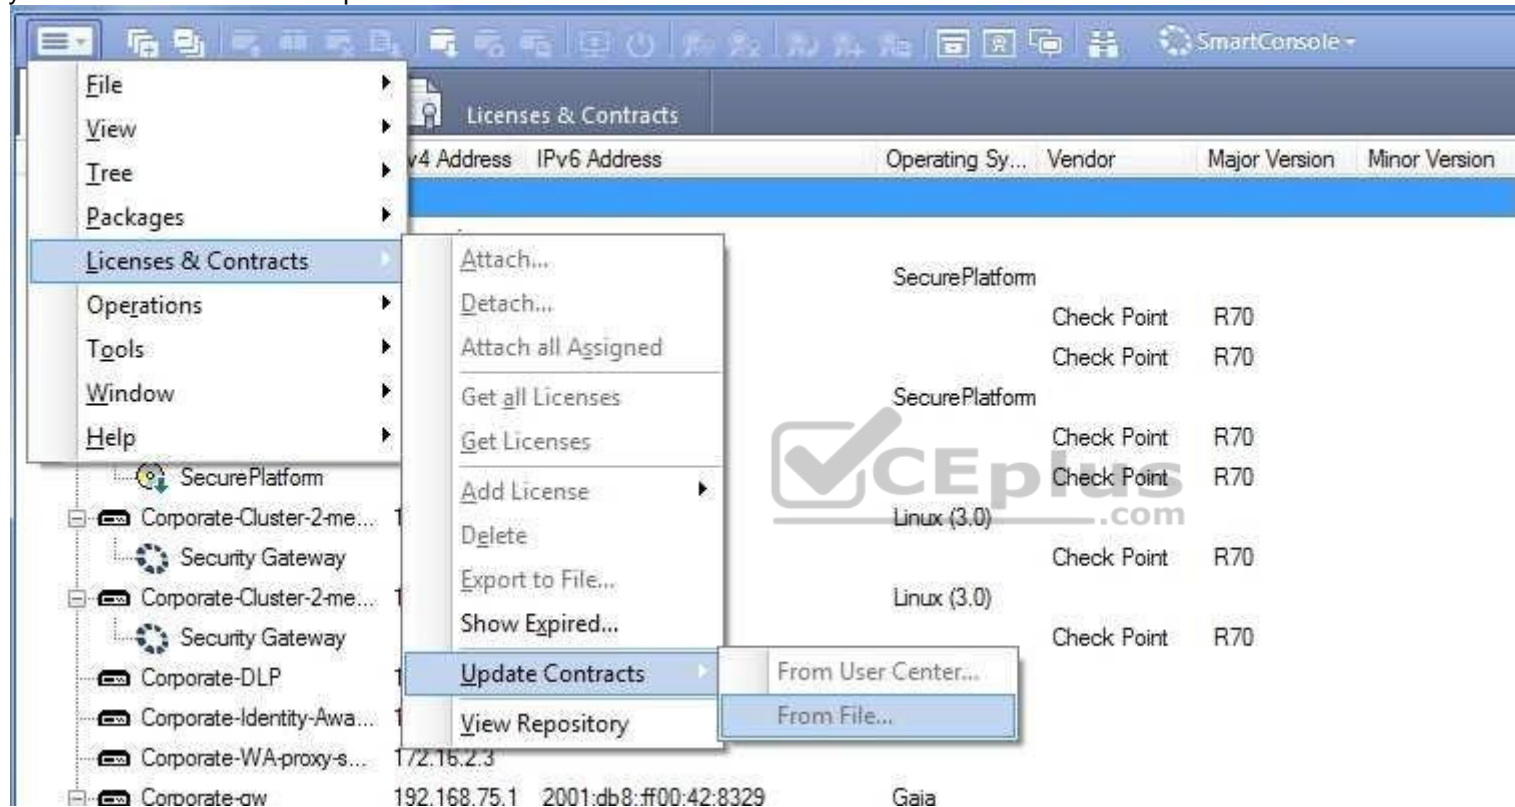 SmartConsole
File
View
Tree
Packages
Licenses & Contracts
Operations
Tools
Window
Help
Licenses & Contracts
v4 Address IPv6 Address Operating Sy... Vendor Major Version Minor Version
Attach...
Detach...
Attach all Assigned
Get all Licenses
Get Licenses
Add License
Delete
Export to File...
Show Expired...
Update Contracts
View Repository
From User Center...
From File...
SecurePlatform
Check Point R70
Check Point R70
SecurePlatform
Check Point R70
SecurePlatform Check Point R70
Corporate-Cluster-2-me... 1 Linux (3.0)
Security Gateway Check Point R70
Corporate-Cluster-2-me... 1 Linux (3.0)
Security Gateway Check Point R70
Corporate-DLP 1
Corporate-Identity-Awa... 1
Corporate-WA-proxy-s... 172.16.2.3
Corporate-gw 192.168.75.1 2001:db8::ff00:42:8329 Gaia
CEplus
.com